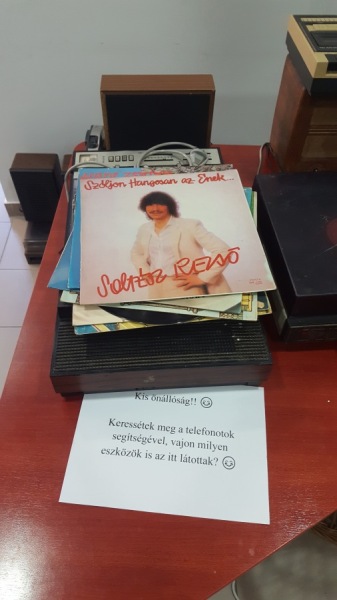 Szóljon Hangosan az Ének...
SOLTÉSZ REZSŐ
Kis önállóság!! ☺
Keressétek meg a telefonotok
segítségével, vajon milyen
eszközök is az itt látottak? ☺